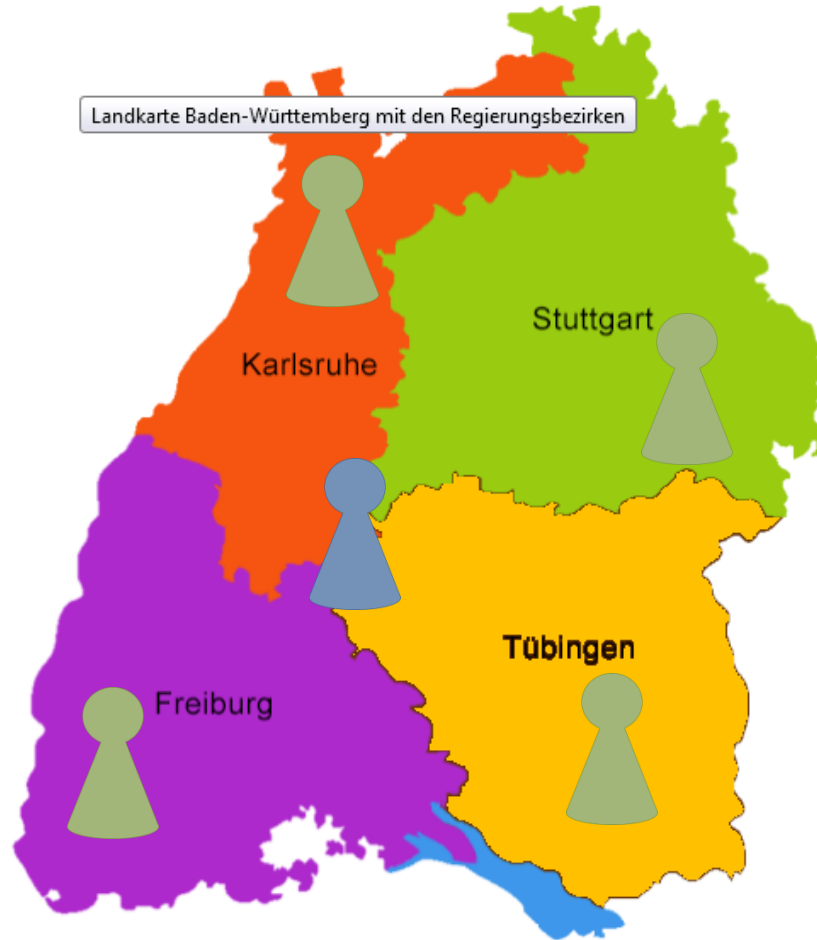 Landkarte Baden-Württemberg mit den Regierungsbezirken
Stuttgart
Karlsruhe
Tübingen
Freiburg